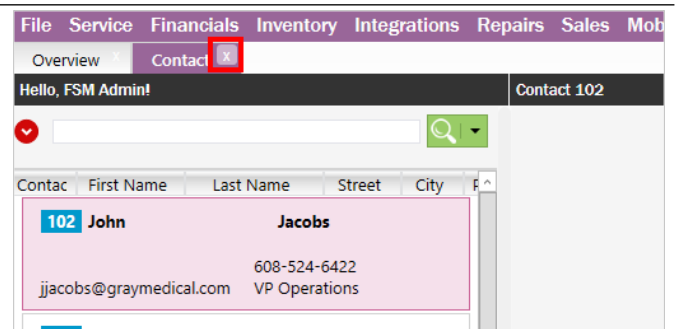 File Service Financials Inventory Integrations Repairs Sales Mob
Overview x Contact x
Hello, FSM Admin!
Contact 102
Contac First Name Last Name Street City
102 John Jacobs
608-524-6422
jjacobs@graymedical.com VP Operations